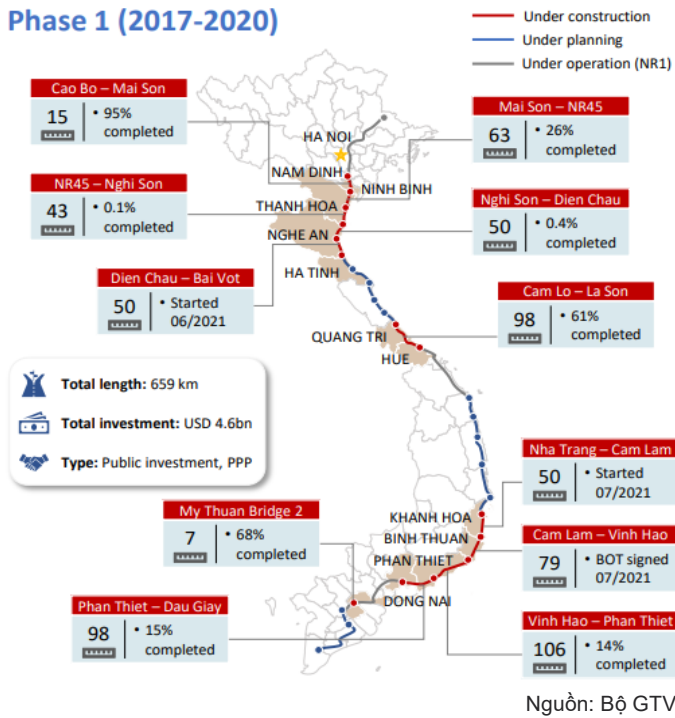 Phase 1 (2017-2020)
Under construction
Under planning
Under operation (NR1)
Cao Bo – Mai Son
15
• 95%
completed
Mai Son – NR45
63
• 26%
completed
NR45 – Nghi Son
43
• 0.1%
completed
Nghi Son – Dien Chau
50
• 0.4%
completed
Dien Chau – Bai Vot
50
• Started
06/2021
Cam Lo – La Son
98
• 61%
completed
HA NOI
NAM DINH
NINH BINH
THANH HOA
NGHE AN
HA TINH
QUANG TRI
HUE
Total length: 659 km
Total investment: USD 4.6bn
Type: Public investment, PPP
Nha Trang – Cam Lam
50
• Started
07/2021
My Thuan Bridge 2
7
• 68%
completed
KHANH HOA
BINH THUAN
PHAN THIET
DONG NAI
Cam Lam – Vinh Hao
79
• BOT signed
07/2021
Phan Thiet – Dau Giay
98
• 15%
completed
Vinh Hao – Phan Thiet
106
• 14%
completed
Nguồn: Bộ GTV